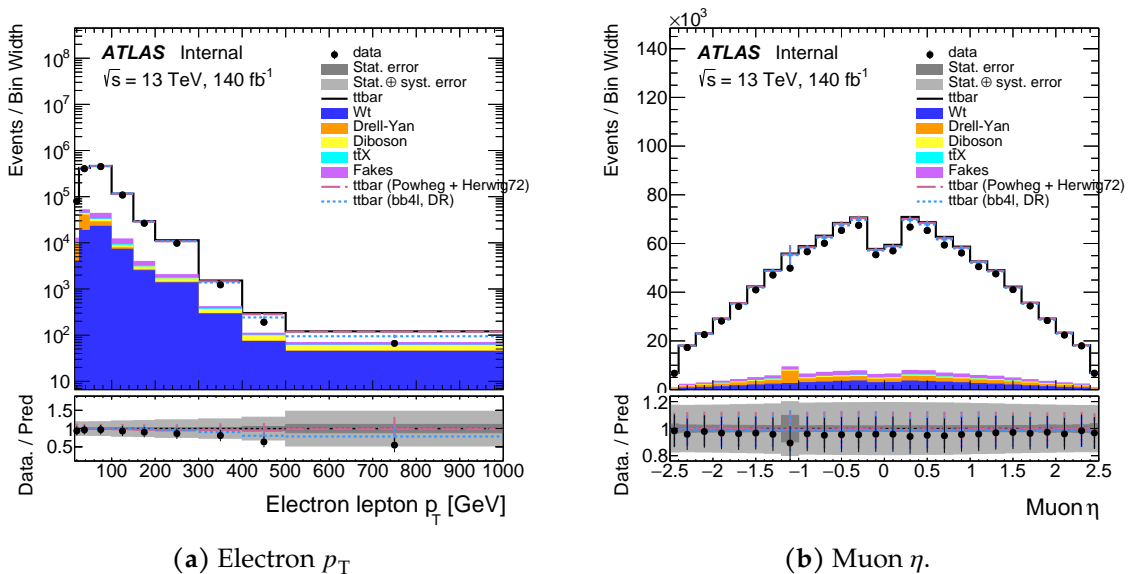 ATLAS Internal
√s = 13 TeV, 140 fb⁻¹
data
Stat. error
Stat.⊕ syst. error
ttbar
Wt
Drell-Yan
Diboson
tt̄X
Fakes
ttbar (Powheg + Herwig72)
ttbar (bb4l, DR)
Events / Bin Width
10⁸
10⁷
10⁶
10⁵
10⁴
10³
10²
10
Data. / Pred
1.5
1
0.5
100 200 300 400 500 600 700 800 900 1000
Electron lepton p_T [GeV]
(a) Electron p_T
×10³
ATLAS Internal
√s = 13 TeV, 140 fb⁻¹
data
Stat. error
Stat.⊕ syst. error
ttbar
Wt
Drell-Yan
Diboson
tt̄X
Fakes
ttbar (Powheg + Herwig72)
ttbar (bb4l, DR)
Events / Bin Width
140
120
100
80
60
40
20
0
Data. / Pred
1.2
1
0.8
−2.5 −2 −1.5 −1 −0.5 0 0.5 1 1.5 2 2.5
Muon η
(b) Muon η.